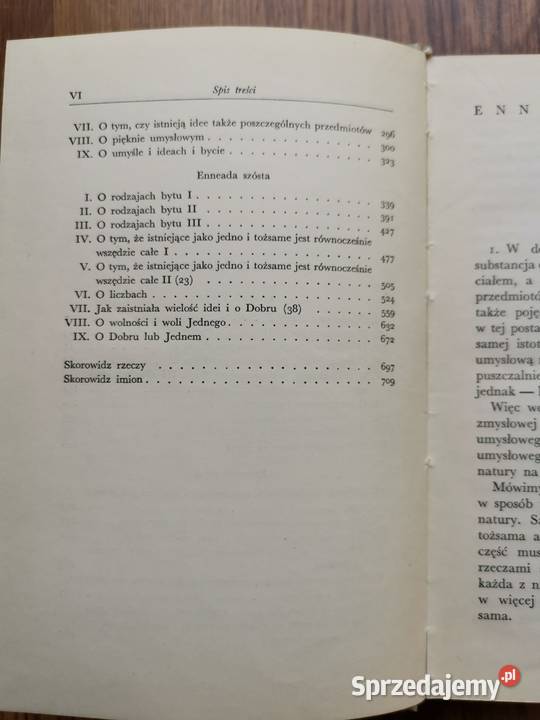 VI Spis treści
VII. O tym, czy istnieją idee także poszczególnych przedmiotów 296
VIII. O pięknie umysłowym 300
IX. O umyśle i ideach i bycie 323
Enneada szósta
I. O rodzajach bytu I 339
II. O rodzajach bytu II 391
III. O rodzajach bytu III 427
IV. O tym, że istniejące jako jedno i tożsame jest równocześnie
wszędzie całe I 477
V. O tym, że istniejące jako jedno i tożsame jest równocześnie
wszędzie całe II (23) 505
VI. O liczbach 524
VII. Jak zaistniała wielość idei i o Dobru (38) 559
VIII. O wolności i woli Jednego 632
IX. O Dobru lub Jednem 672
Skorowidz rzeczy 697
Skorowidz imion 709
E N N
1. W
substancja
ciałem, a
przedmiotó
także poję
w tej posta
samej istot
umysłową
puszczalnie
jednak —
Więc we
zmysłowej
umysłowego
umysłoweg
natury na
Mówimy
w sposób
natury. Są
tożsama a
część mus
rzeczami
każda z n
w więcej
sama.
Sprzedajemy.pl